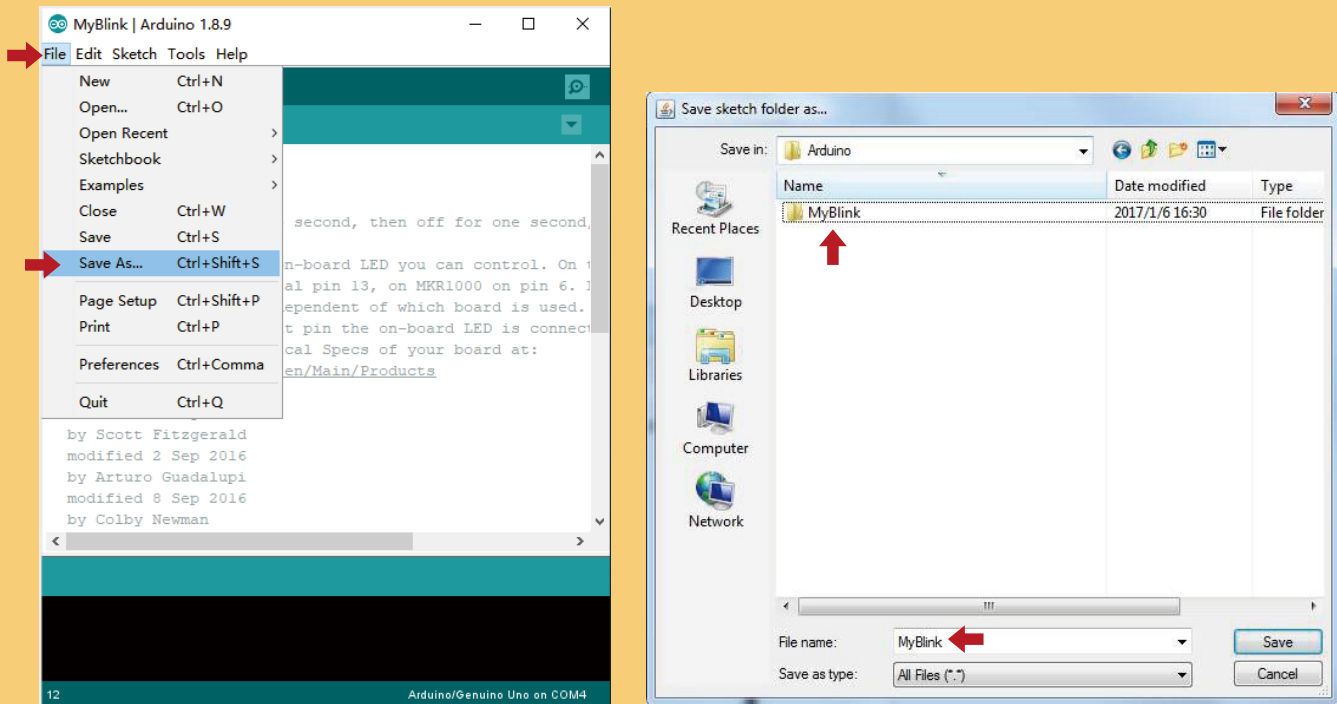 MyBlink | Arduino 1.8.9
File Edit Sketch Tools Help
New Ctrl+N
Open... Ctrl+O
Open Recent
Sketchbook
Examples
Close Ctrl+W
Save Ctrl+S
Save As... Ctrl+Shift+S
Page Setup Ctrl+Shift+P
Print Ctrl+P
Preferences Ctrl+Comma
Quit Ctrl+Q
second, then off for one second,
n-board LED you can control. On
al pin 13, on MKR1000 on pin 6.
ependent of which board is used.
t pin the on-board LED is connect
cal Specs of your board at:
en/Main/Products
by Scott Fitzgerald
modified 2 Sep 2016
by Arturo Guadalupi
modified 8 Sep 2016
by Colby Newman
12 Arduino/Genuino Uno on COM4
Save sketch folder as...
Save in: Arduino
Name Date modified Type
MyBlink 2017/1/6 16:30 File folder
Recent Places
Desktop
Libraries
Computer
Network
File name: MyBlink Save
Save as type: All Files (*.*) Cancel